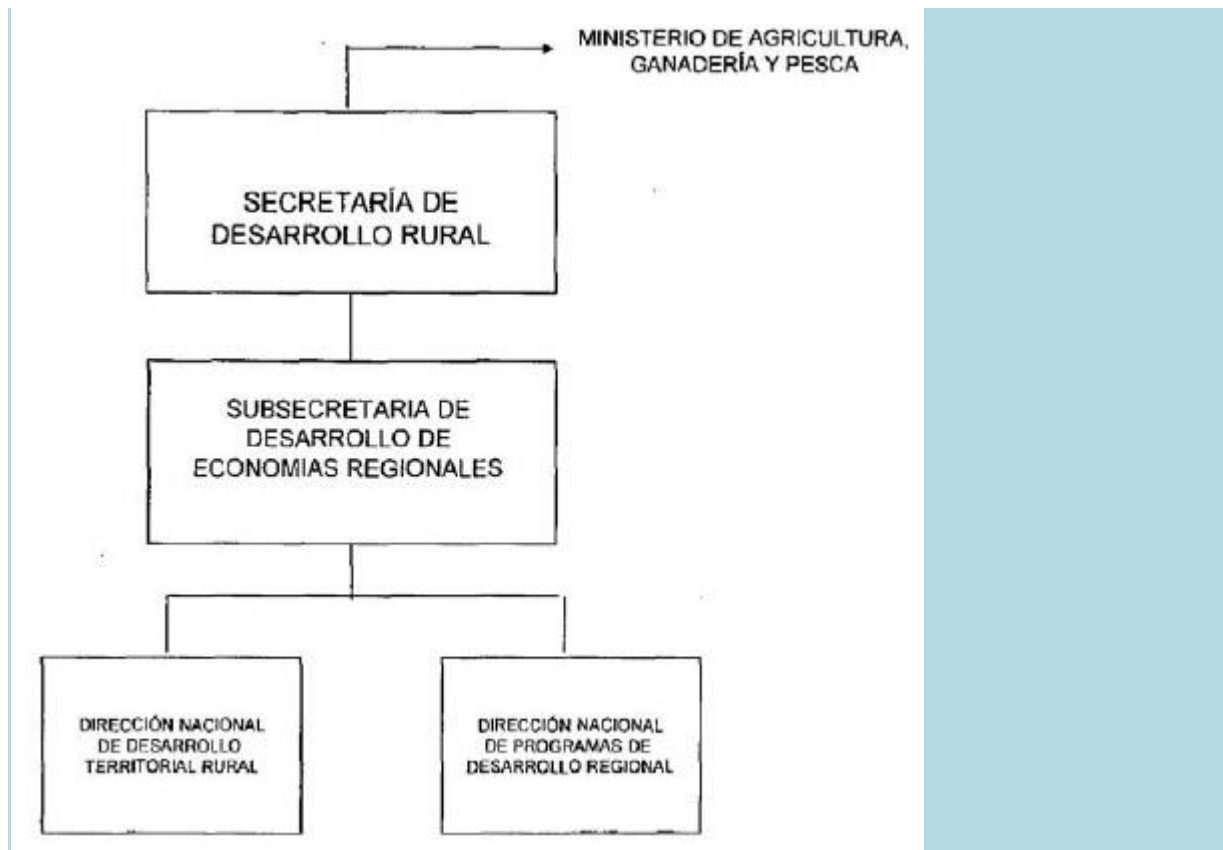 MINISTERIO DE AGRICULTURA,
GANADERÍA Y PESCA
SECRETARÍA DE
DESARROLLO RURAL
SUBSECRETARIA DE
DESARROLLO DE
ECONOMIAS REGIONALES
DIRECCIÓN NACIONAL
DE DESARROLLO
TERRITORIAL RURAL
DIRECCIÓN NACIONAL
DE PROGRAMAS DE
DESARROLLO REGIONAL